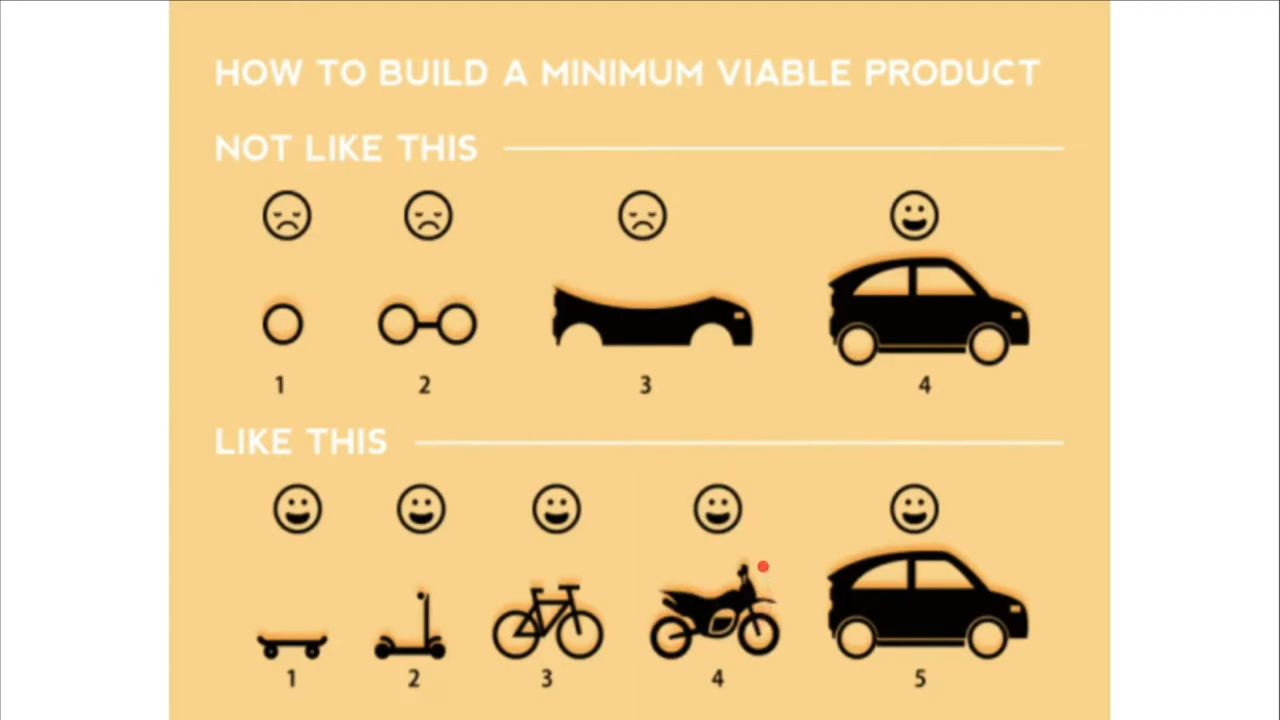 HOW TO BUILD A MINIMUM VIABLE PRODUCT
NOT LIKE THIS
1 2 3 4
LIKE THIS
1 2 3 4 5